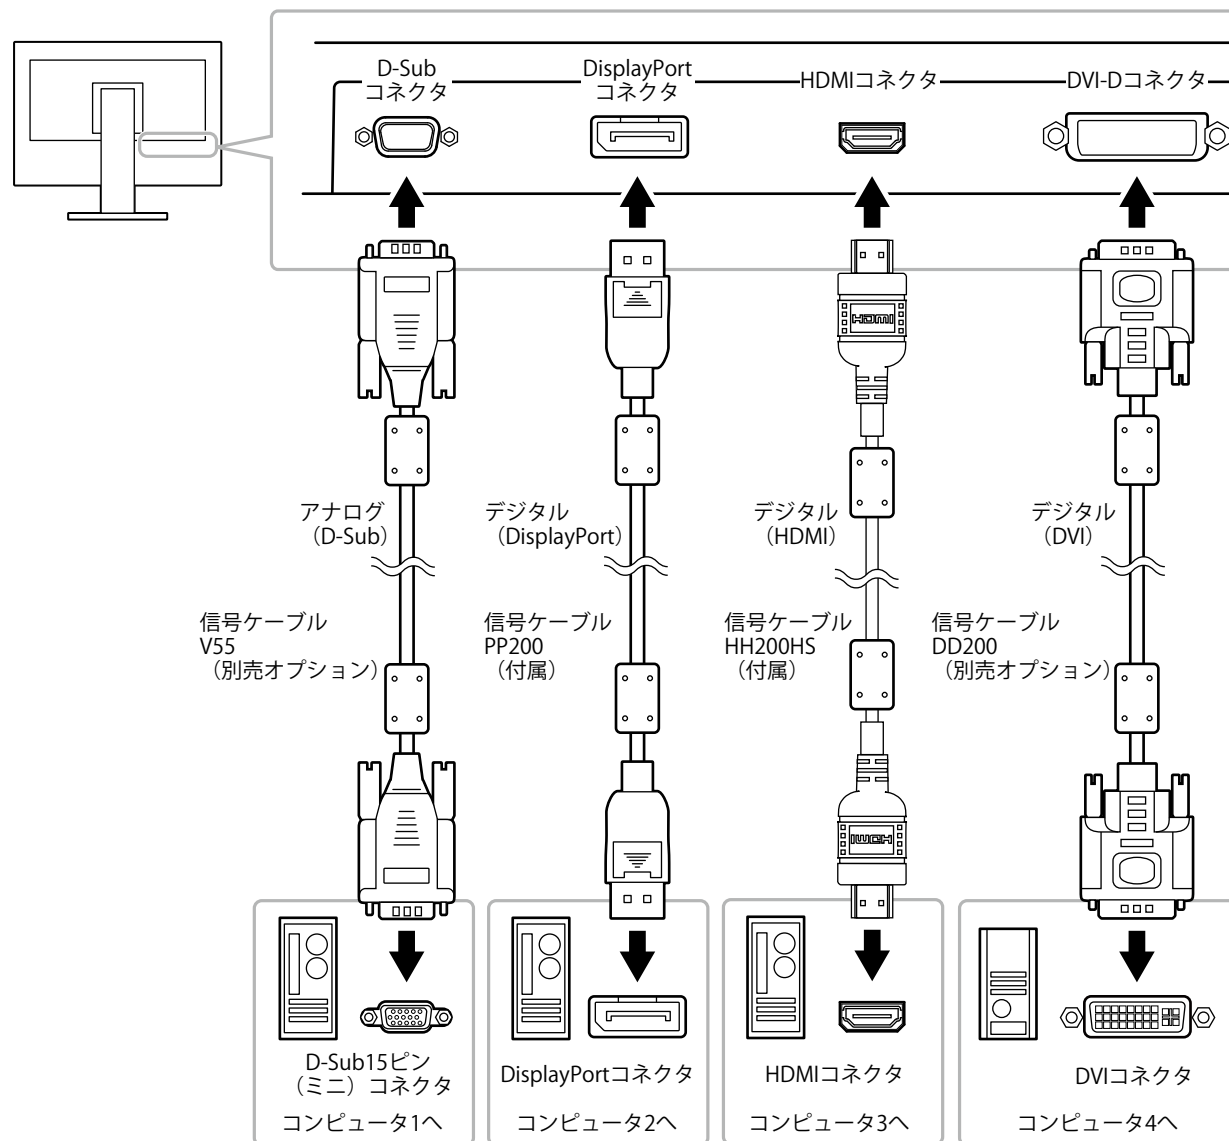 D-Sub
コネクタ
DisplayPort
コネクタ
HDMIコネクタ
DVI-Dコネクタ
HDMI
アナログ
（D-Sub）
デジタル
（DisplayPort）
デジタル
（HDMI）
デジタル
（DVI）
信号ケーブル
V55
（別売オプション）
信号ケーブル
PP200
（付属）
信号ケーブル
HH200HS
（付属）
信号ケーブル
DD200
（別売オプション）
HDMI
D-Sub15ピン
（ミニ）コネクタ
コンピュータ1へ
DisplayPortコネクタ
コンピュータ2へ
HDMIコネクタ
コンピュータ3へ
DVIコネクタ
コンピュータ4へ